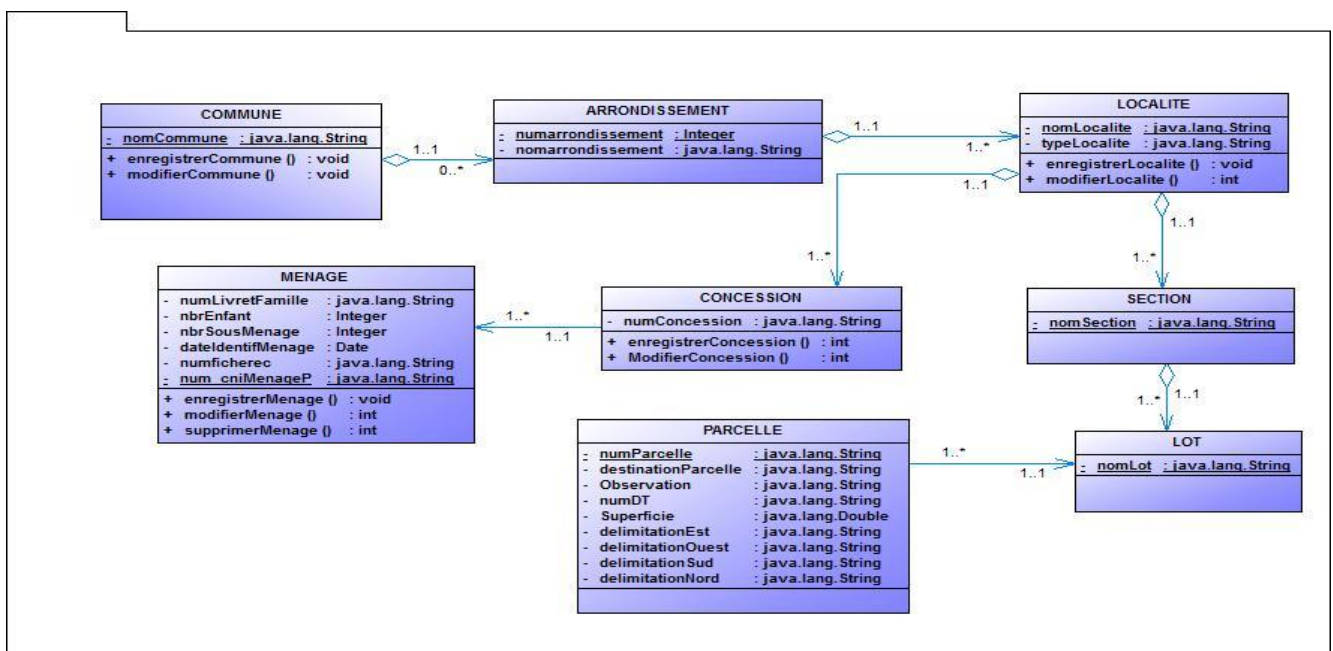 COMMUNE
- nomCommune : java.lang.String
+ enregistrerCommune () : void
+ modifierCommune () : void
1..1
0..*
ARRONDISSEMENT
- numarrondissement : Integer
- nomarrondissement : java.lang.String
1..1
1..*
LOCALITE
- nomLocalite : java.lang.String
- typeLocalite : java.lang.String
+ enregistrerLocalite () : void
+ modifierLocalite () : int
1..1
1..*
1..1
1..*
MENAGE
- numLivretFamille : java.lang.String
- nbrEnfant : Integer
- nbrSousMenage : Integer
- dateIdentifMenage : Date
- numficherec : java.lang.String
- num_cniMenageP : java.lang.String
+ enregistrerMenage () : void
+ modifierMenage () : int
+ supprimerMenage () : int
1..*
1..1
CONCESSION
- numConcession : java.lang.String
+ enregistrerConcession () : int
+ ModifierConcession () : int
SECTION
- nomSection : java.lang.String
1..*
1..1
PARCELLE
- numParcelle : java.lang.String
- destinationParcelle : java.lang.String
- Observation : java.lang.String
- numDT : java.lang.String
- Superficie : java.lang.Double
- delimitationEst : java.lang.String
- delimitationOuest : java.lang.String
- delimitationSud : java.lang.String
- delimitationNord : java.lang.String
1..*
1..1
LOT
- nomLot : java.lang.String